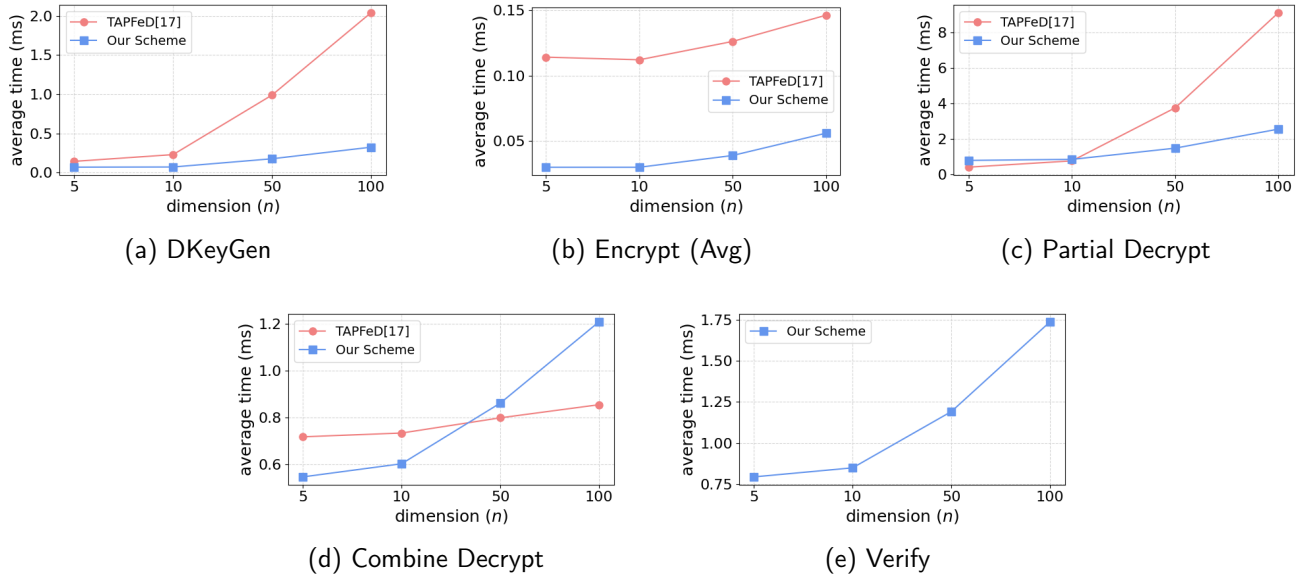 average time (ms)
2.0
1.5
1.0
0.5
0.0
TAPFeD[17]
Our Scheme
5 10 50 100
dimension (n)
(a) DKeyGen
average time (ms)
0.15
0.10
0.05
TAPFeD[17]
Our Scheme
5 10 50 100
dimension (n)
(b) Encrypt (Avg)
average time (ms)
8
6
4
2
0
TAPFeD[17]
Our Scheme
5 10 50 100
dimension (n)
(c) Partial Decrypt
average time (ms)
1.2
1.0
0.8
0.6
TAPFeD[17]
Our Scheme
5 10 50 100
dimension (n)
(d) Combine Decrypt
average time (ms)
1.75
1.50
1.25
1.00
0.75
Our Scheme
5 10 50 100
dimension (n)
(e) Verify